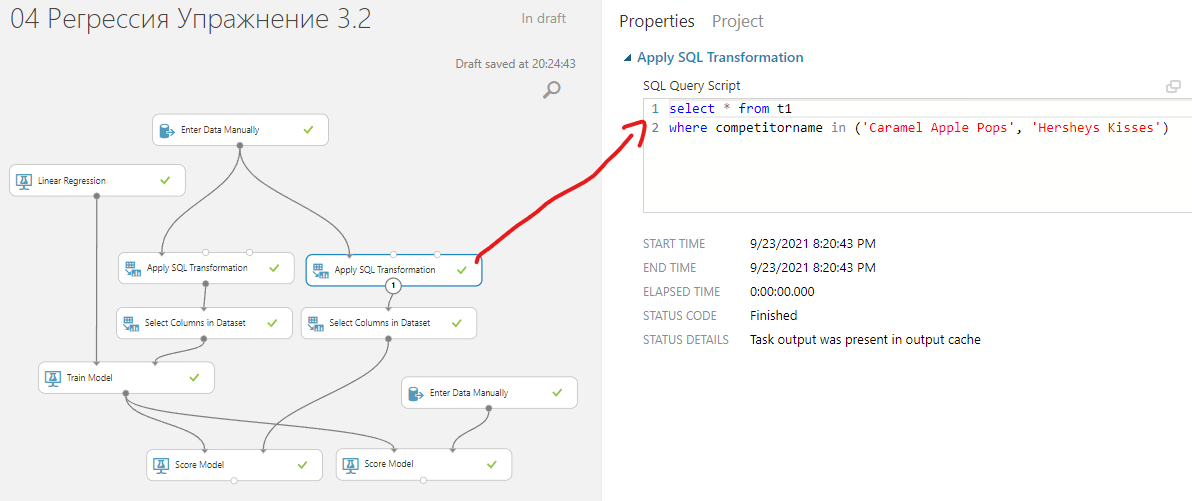 04 Регрессия Упражнение 3.2
In draft
Draft saved at 20:24:43
Enter Data Manually
Linear Regression
Apply SQL Transformation
Apply SQL Transformation
1
Select Columns in Dataset
Select Columns in Dataset
Train Model
Enter Data Manually
Score Model
Score Model
Properties Project
Apply SQL Transformation
SQL Query Script
1 select * from t1
2 where competitorname in ('Caramel Apple Pops', 'Hersheys Kisses')
START TIME 9/23/2021 8:20:43 PM
END TIME 9/23/2021 8:20:43 PM
ELAPSED TIME 0:00:00.000
STATUS CODE Finished
STATUS DETAILS Task output was present in output cache